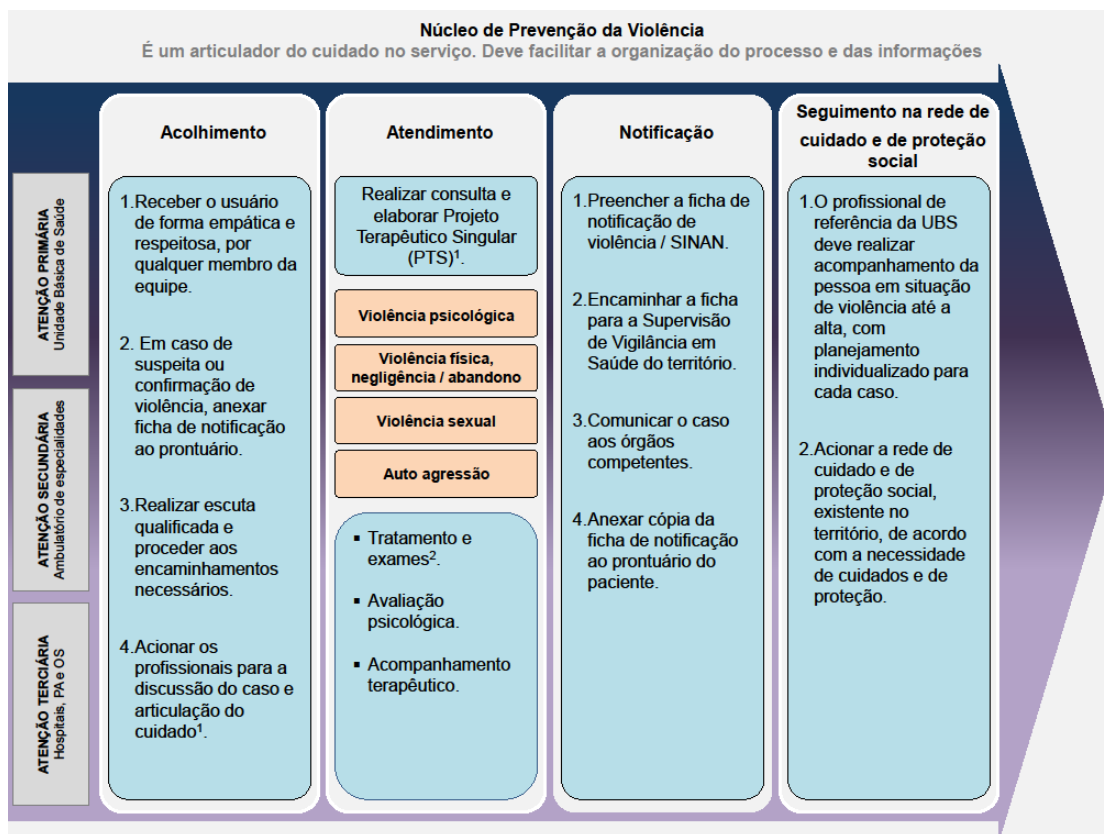 Núcleo de Prevenção da Violência
É um articulador do cuidado no serviço. Deve facilitar a organização do processo e das informações
ATENÇÃO PRIMÁRIA
Unidade Básica de Saúde
ATENÇÃO SECUNDÁRIA
Ambulatório de especialidades
ATENÇÃO TERCIÁRIA
Hospitais, PA e OS
Acolhimento
1.Receber o usuário
de forma empática e
respeitosa, por
qualquer membro da
equipe.
2. Em caso de
suspeita ou
confirmação de
violência, anexar
ficha de notificação
ao prontuário.
3.Realizar escuta
qualificada e
proceder aos
encaminhamentos
necessários.
4.Acionar os
profissionais para a
discussão do caso e
articulação do
cuidado¹.
Atendimento
Realizar consulta e
elaborar Projeto
Terapêutico Singular
(PTS)¹.
Violência psicológica
Violência física,
negligência / abandono
Violência sexual
Auto agressão
▪ Tratamento e
exames².
▪ Avaliação
psicológica.
▪ Acompanhamento
terapêutico.
Notificação
1.Preencher a ficha de
notificação de
violência / SINAN.
2.Encaminhar a ficha
para a Supervisão
de Vigilância em
Saúde do território.
3.Comunicar o caso
aos órgãos
competentes.
4.Anexar cópia da
ficha de notificação
ao prontuário do
paciente.
Seguimento na rede de
cuidado e de proteção
social
1.O profissional de
referência da UBS
deve realizar
acompanhamento da
pessoa em situação
de violência até a
alta, com
planejamento
individualizado para
cada caso.
2.Acionar a rede de
cuidado e de
proteção social,
existente no
território, de acordo
com a necessidade
de cuidados e de
proteção.